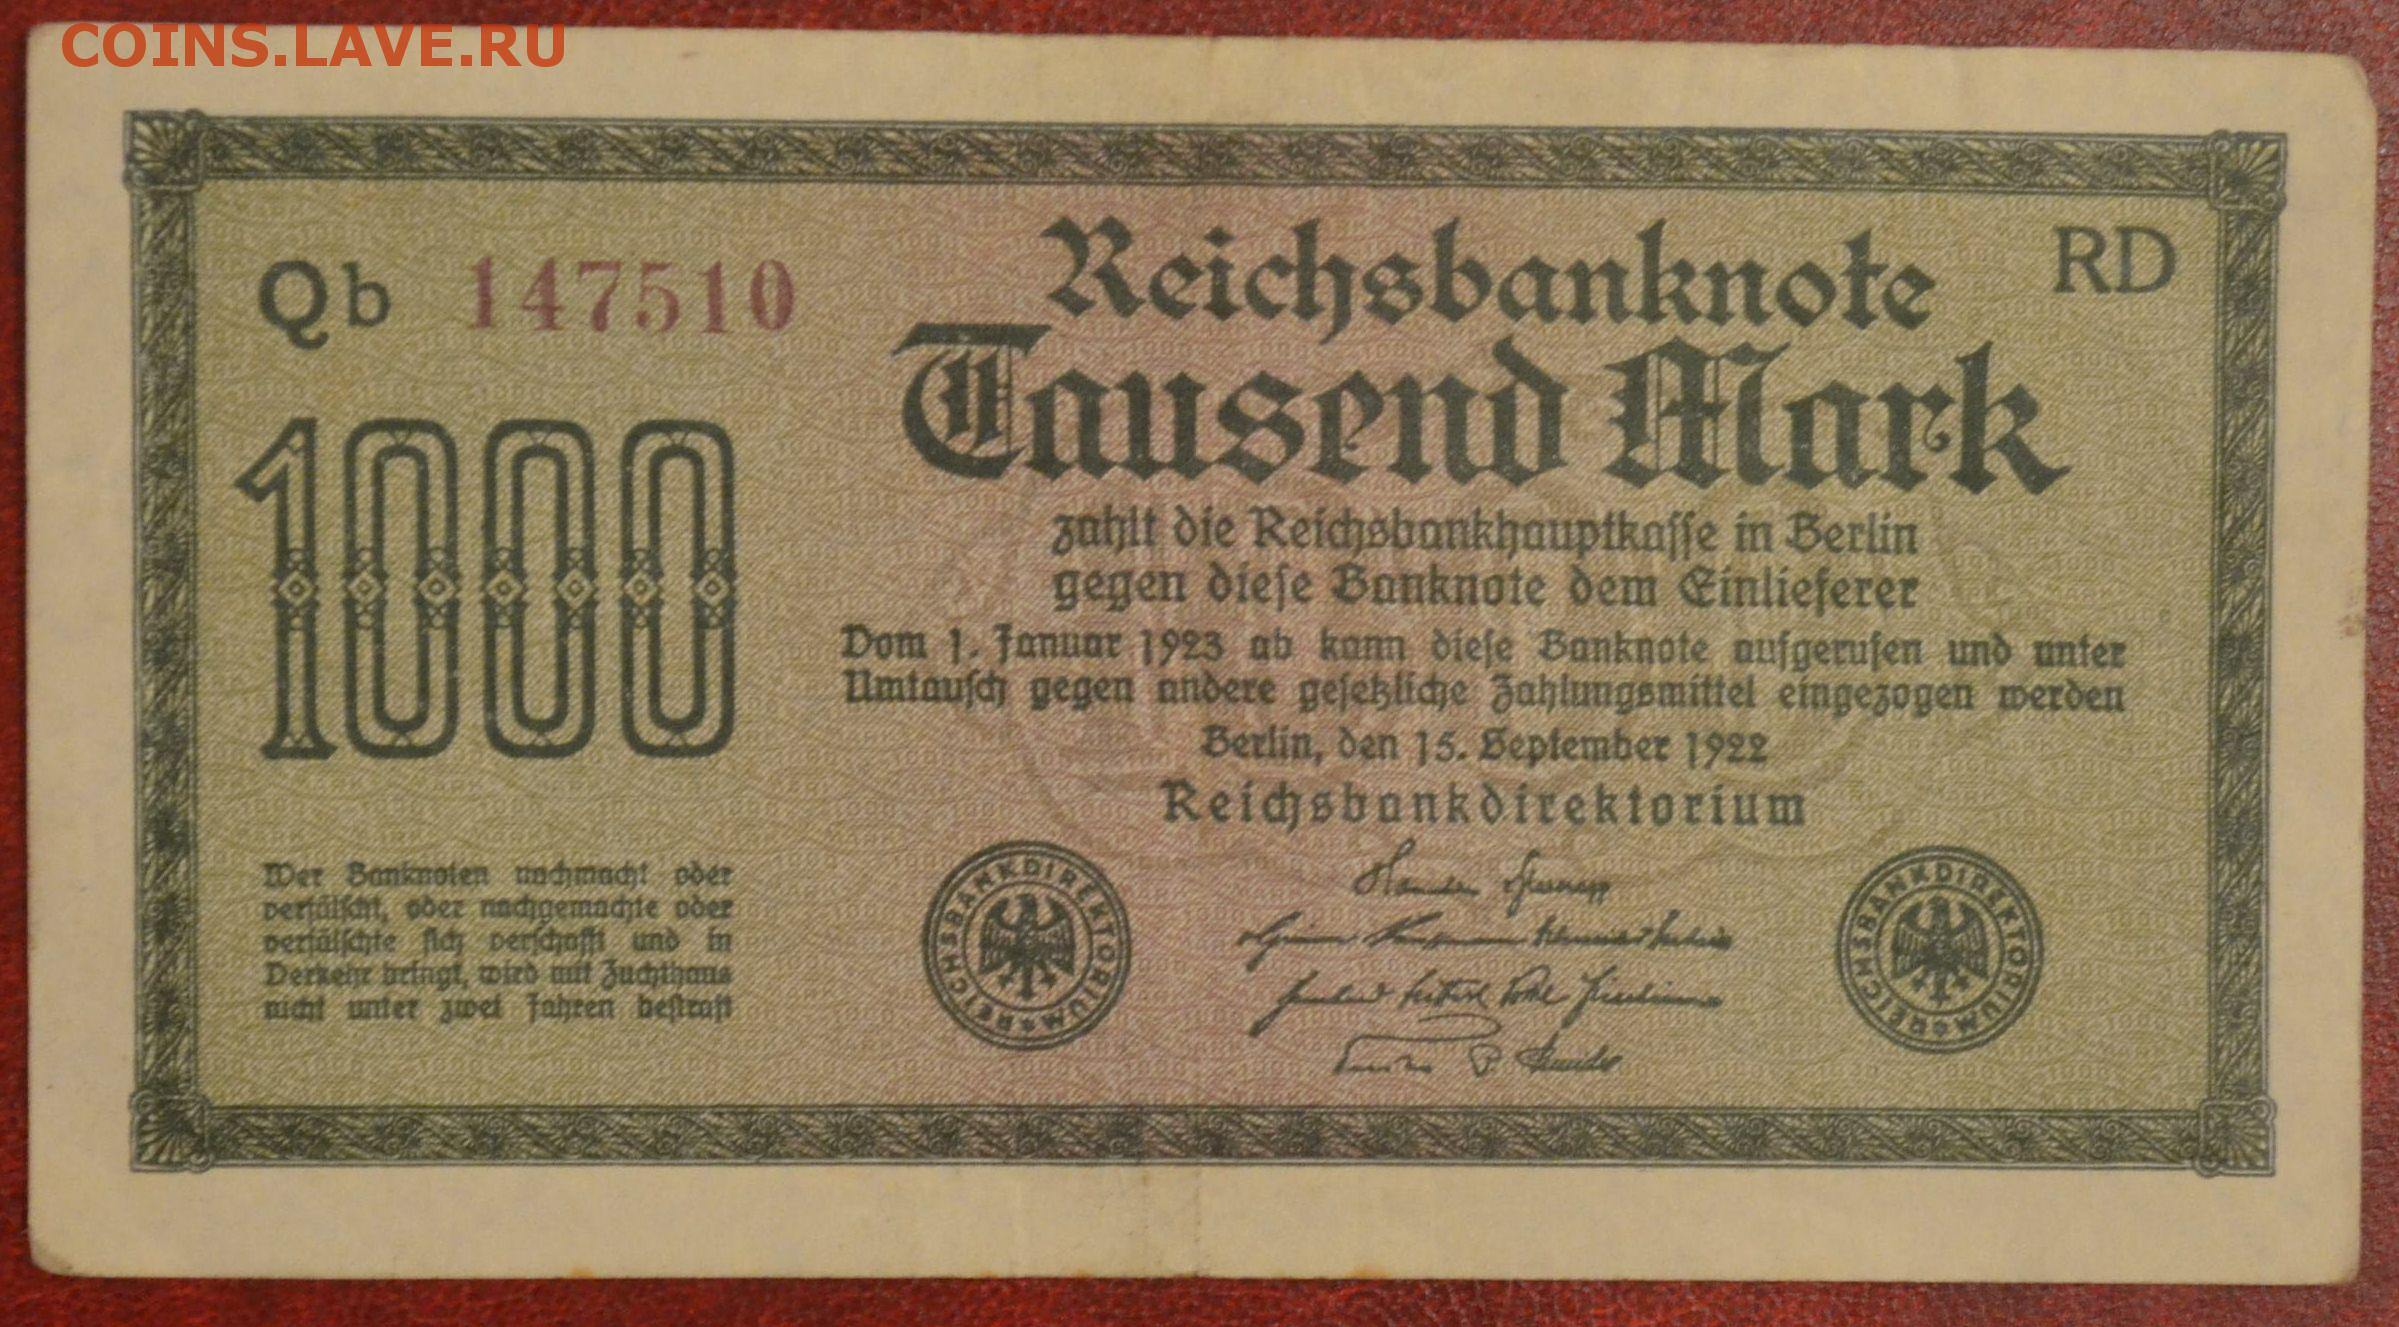 COINS.LAVE.RU
Qb 147510
Reichsbanknote
RD
Tausend Mark
1000
zahlt die Reichsbankhauptkasse in Berlin
gegen diese Banknote dem Einlieferer
Vom 1. Januar 1923 ab kann diese Banknote aufgerufen und unter
Umtausch gegen andere gesetzliche Zahlungsmittel eingezogen werden
Berlin, den 15. September 1922
Reichsbankdirektorium
Wer Banknoten nachmacht oder
verfälscht, oder nachgemachte oder
verfälschte sich verschafft und in
Verkehr bringt, wird mit Zuchthaus
nicht unter zwei Jahren bestraft
REICHSBANKDIREKTORIUM
REICHSBANKDIREKTORIUM